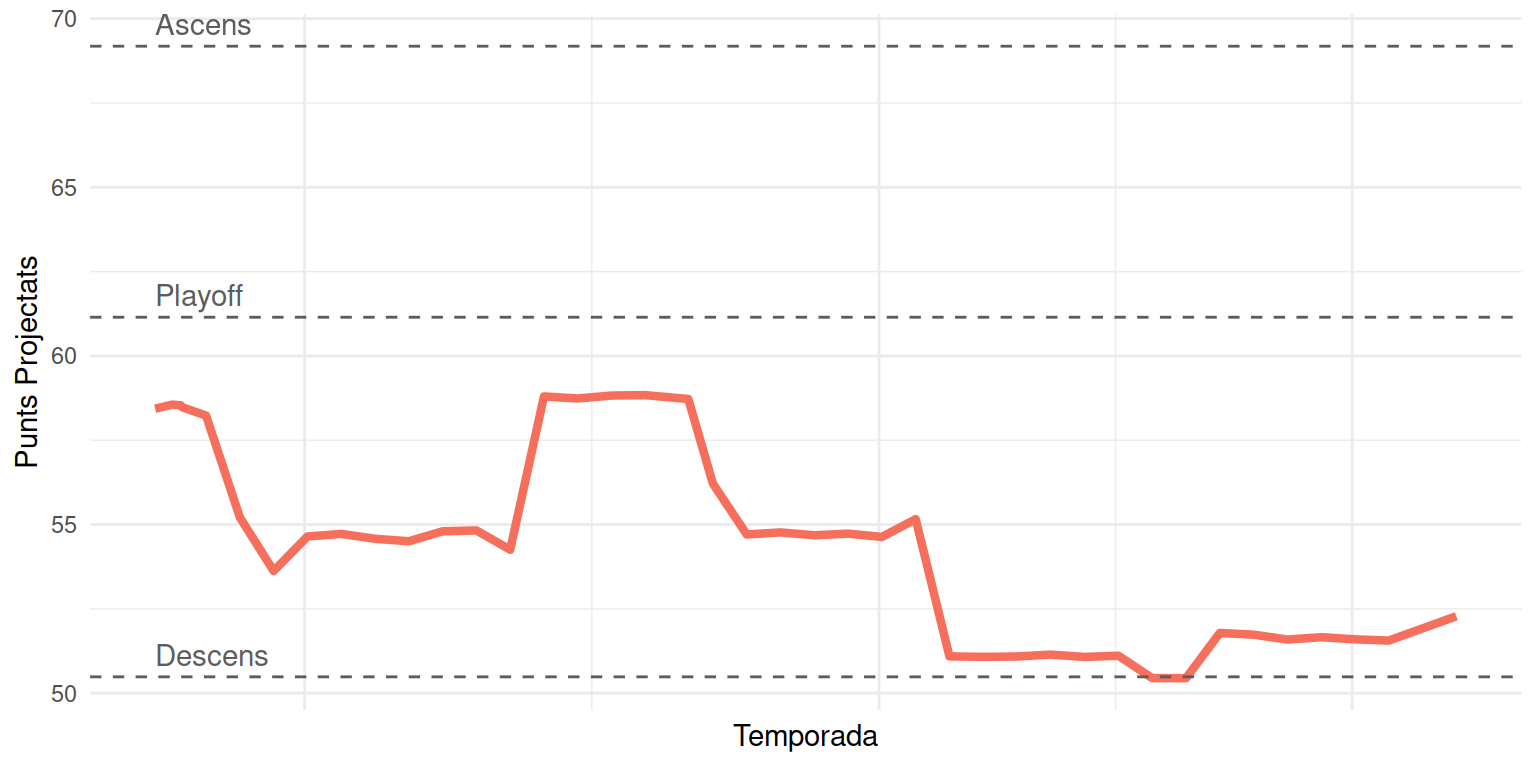 Punts Projectats
70
65
60
55
50
Ascens
Playoff
Descens
Temporada